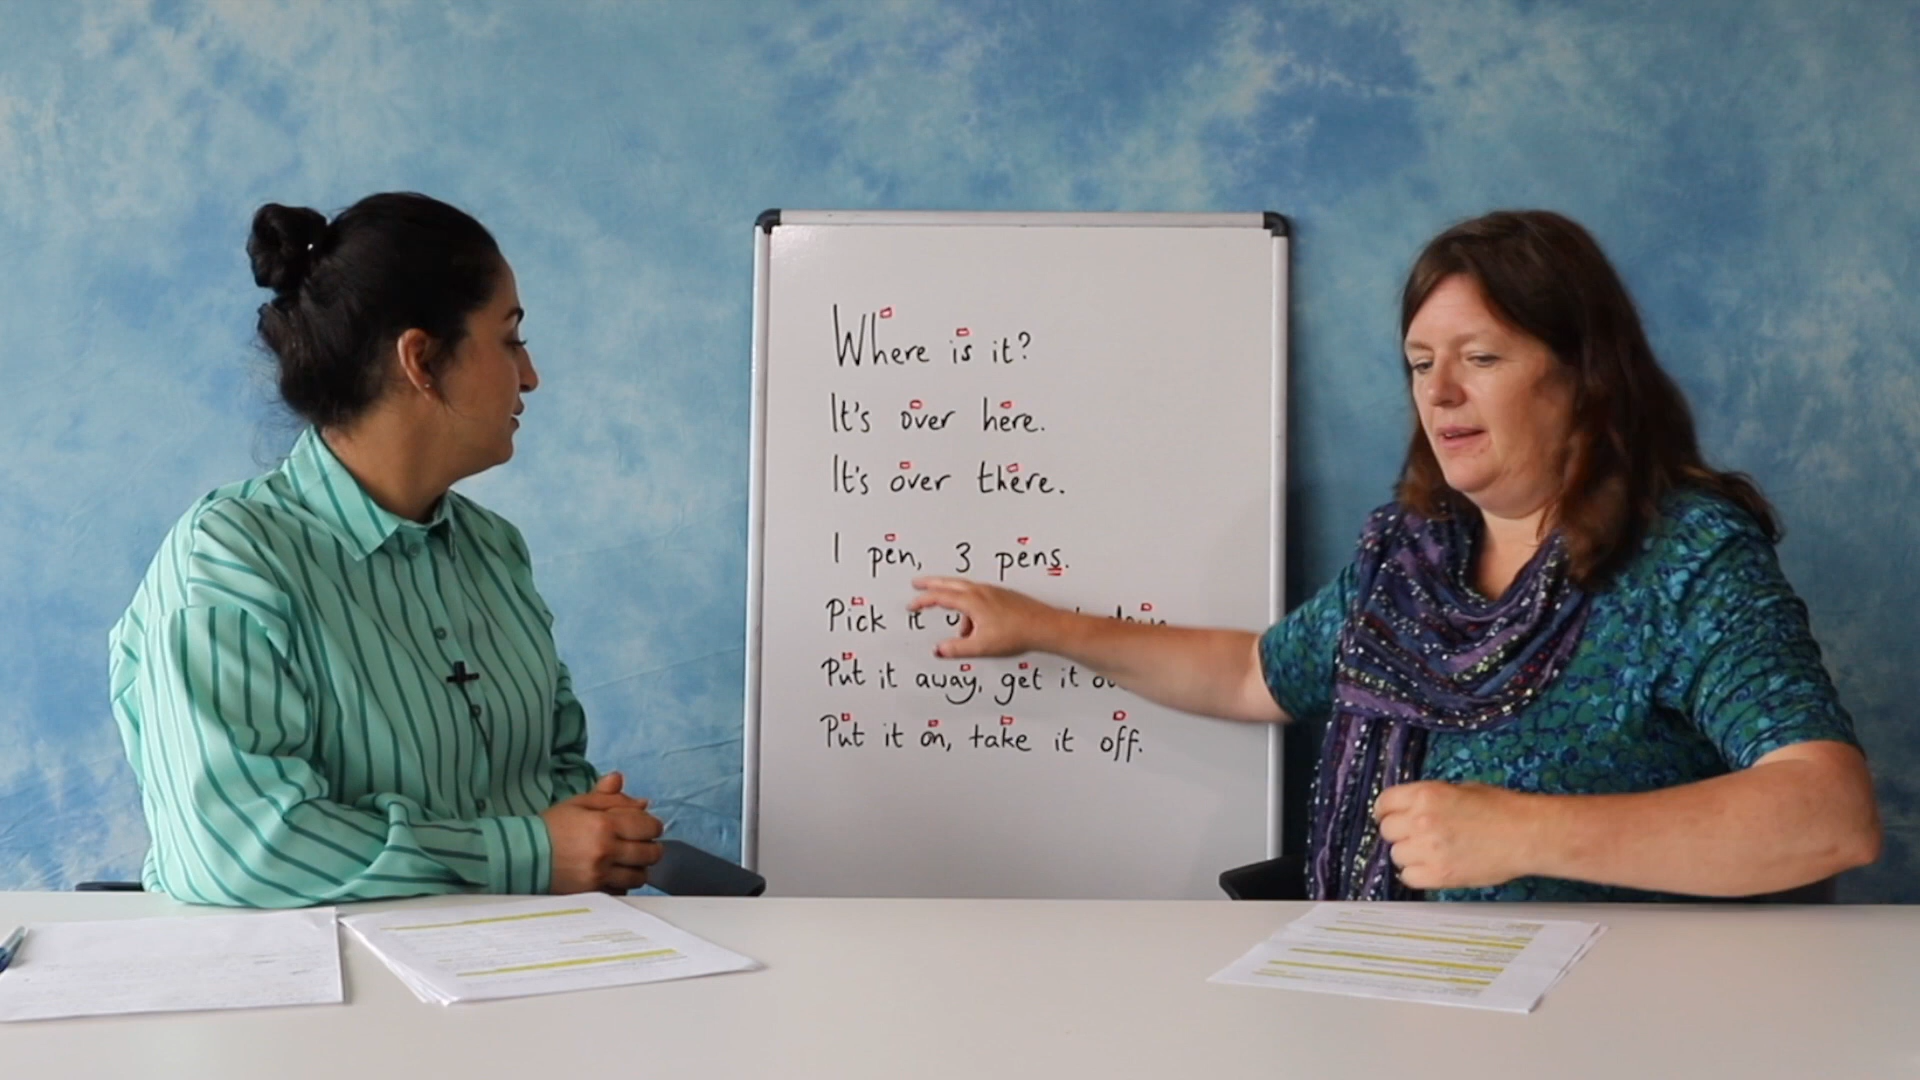 Where is it?
It's over here.
It's over there.
1 pen, 3 pens.
Pick it down
Put it away, get it
Put it on, take it off.